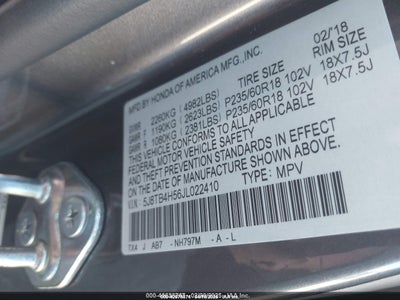 MFD.BY HONDA OF AMERICA MFG.,INC. 02/18
TIRE SIZE RIM SIZE
GVWR 2260KG (4982LBS)
GAWR F 1190KG (2623LBS) P235/60R18 102V 18X7.5J
GAWR R 1080KG (2381LBS) P235/60R18 102V 18X7.5J
THIS VEHICLE CONFORMS TO ALL APPLICABLE
FEDERAL MOTOR VEHICLE SAFETY
AND THEFT PREVENTION STANDARDS IN EFFECT ON
THE DATE OF MANUFACTURE SHOWN ABOVE.
V.I.N. 5J8TB4H56JL022410 TYPE: MPV
TX4 J AB7 - NH797M - A - L